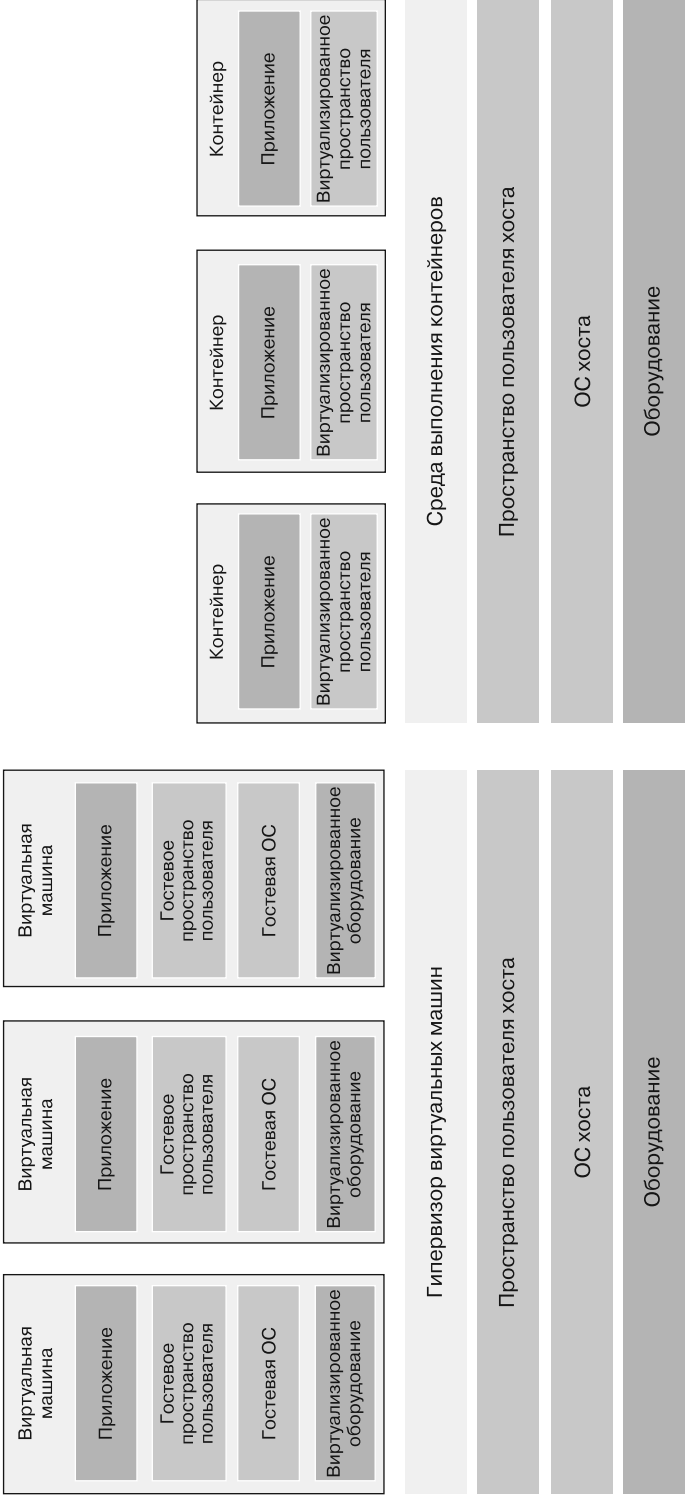 Виртуальная
машина
Приложение
Гостевое
пространство
пользователя
Гостевая ОС
Виртуализированное
оборудование
Виртуальная
машина
Приложение
Гостевое
пространство
пользователя
Гостевая ОС
Виртуализированное
оборудование
Виртуальная
машина
Приложение
Гостевое
пространство
пользователя
Гостевая ОС
Виртуализированное
оборудование
Гипервизор виртуальных машин
Пространство пользователя хоста
ОС хоста
Оборудование
Контейнер
Приложение
Виртуализированное
пространство
пользователя
Контейнер
Приложение
Виртуализированное
пространство
пользователя
Контейнер
Приложение
Виртуализированное
пространство
пользователя
Среда выполнения контейнеров
Пространство пользователя хоста
ОС хоста
Оборудование